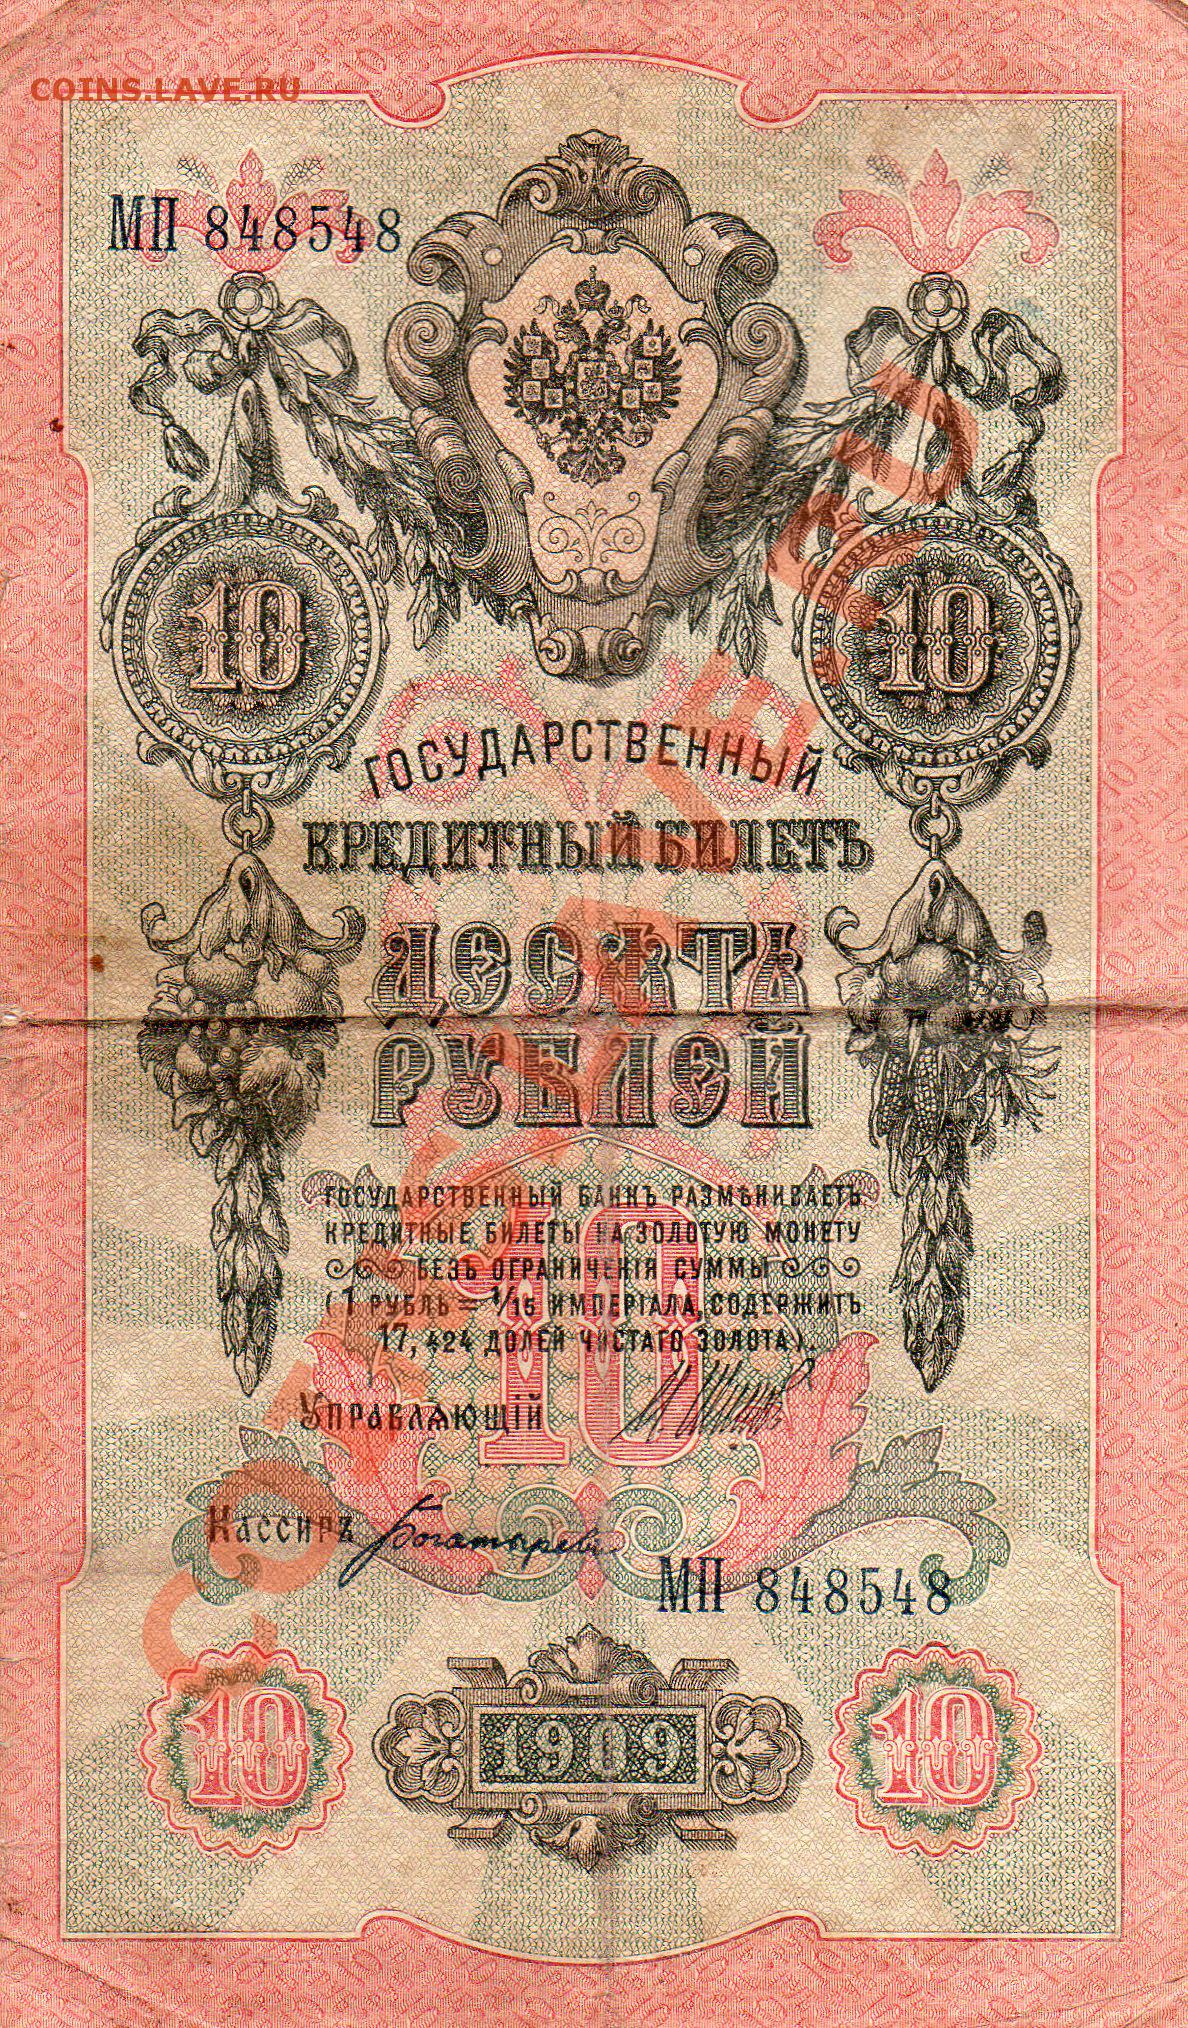 COINS.LAVE.RU
МП 848548
10 10
ГОСУДАРСТВЕННЫЙ
КРЕДИТНЫЙ БИЛЕТЪ
ДЕСЯТЬ
РУБЛЕЙ
ГОСУДАРСТВЕННЫЙ БАНКЪ РАЗМѢНИВАЕТЪ
КРЕДИТНЫЕ БИЛЕТЫ НА ЗОЛОТУЮ МОНЕТУ
БЕЗЪ ОГРАНИЧЕНІЯ СУММЫ
(1 РУБЛЬ = 1/15 ИМПЕРІАЛА, СОДЕРЖИТЪ
17,424 ДОЛЕЙ ЧИСТАГО ЗОЛОТА).
10
Управляющій
Кассиръ Богатыревъ
МП 848548
10 1909 10